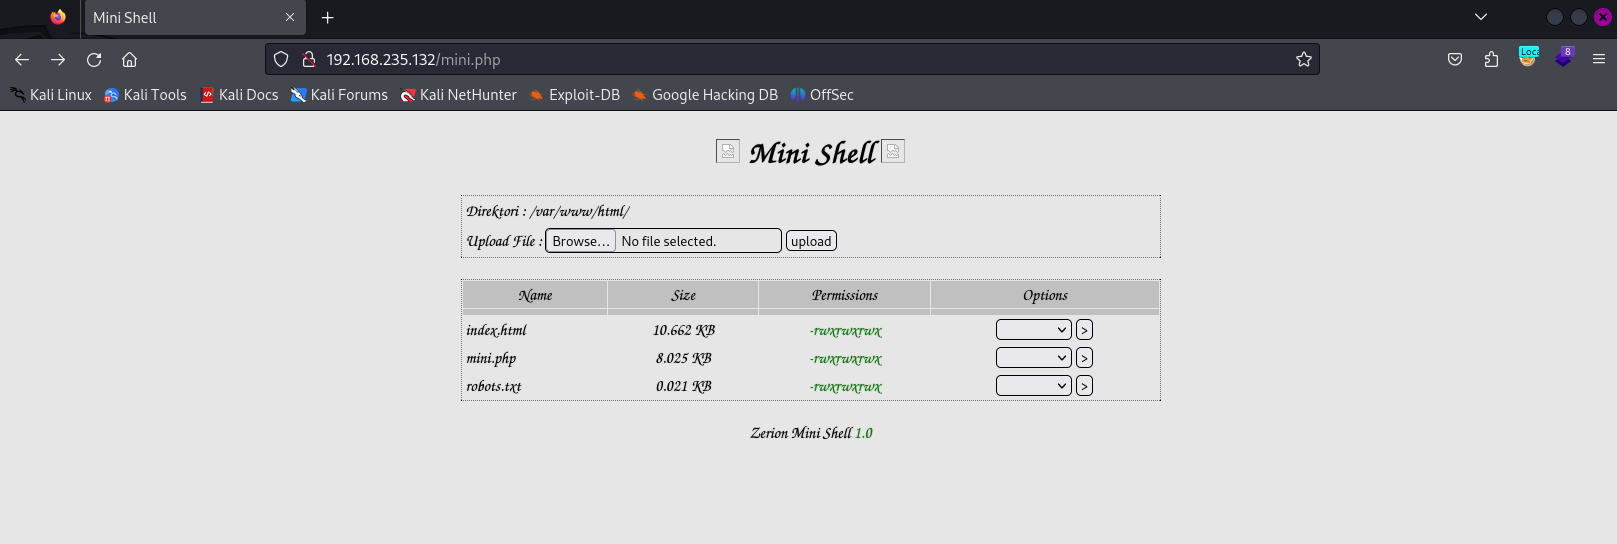 Mini Shell
192.168.235.132/mini.php
Loca 8
Kali Linux Kali Tools Kali Docs Kali Forums Kali NetHunter Exploit-DB Google Hacking DB OffSec
Mini Shell
Direktori : /var/www/html/
Upload File : Browse... No file selected. upload
Name Size Permissions Options
index.html 10.662 KB -rwxrwxrwx >
mini.php 8.025 KB -rwxrwxrwx >
robots.txt 0.021 KB -rwxrwxrwx >
Zerion Mini Shell 1.0